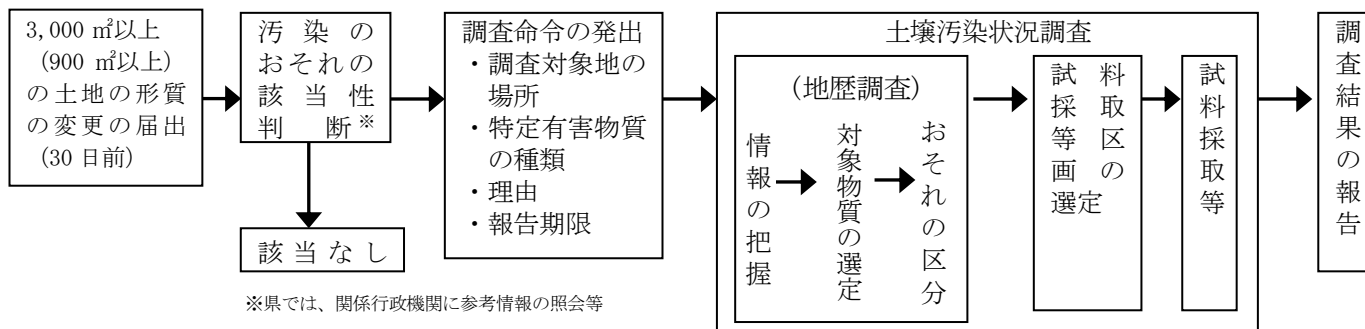 3,000 ㎡以上
(900 ㎡以上)
の土地の形質
の変更の届出
(30 日前)
汚染の
おそれの
該当性
判断※
該当なし
※県では、関係行政機関に参考情報の照会等
調査命令の発出
・調査対象地の
場所
・特定有害物質
の種類
・理由
・報告期限
土壌汚染状況調査
(地歴調査)
情報の把握
対象物質の選定
おそれの区分
試料
採取区
等の
画の
選定
試料採取等
調査結果の報告